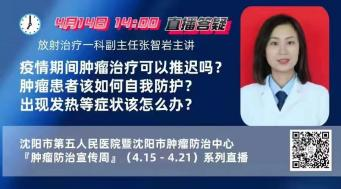 4月14日 14:00 直播答疑
放射治疗一科副主任张智岩主讲
疫情期间肿瘤治疗可以推迟吗?
肿瘤患者该如何自我防护?
出现发热等症状该怎么办?
沈阳市第五人民医院暨沈阳市肿瘤防治中心
『肿瘤防治宣传周』（4.15-4.21）系列直播